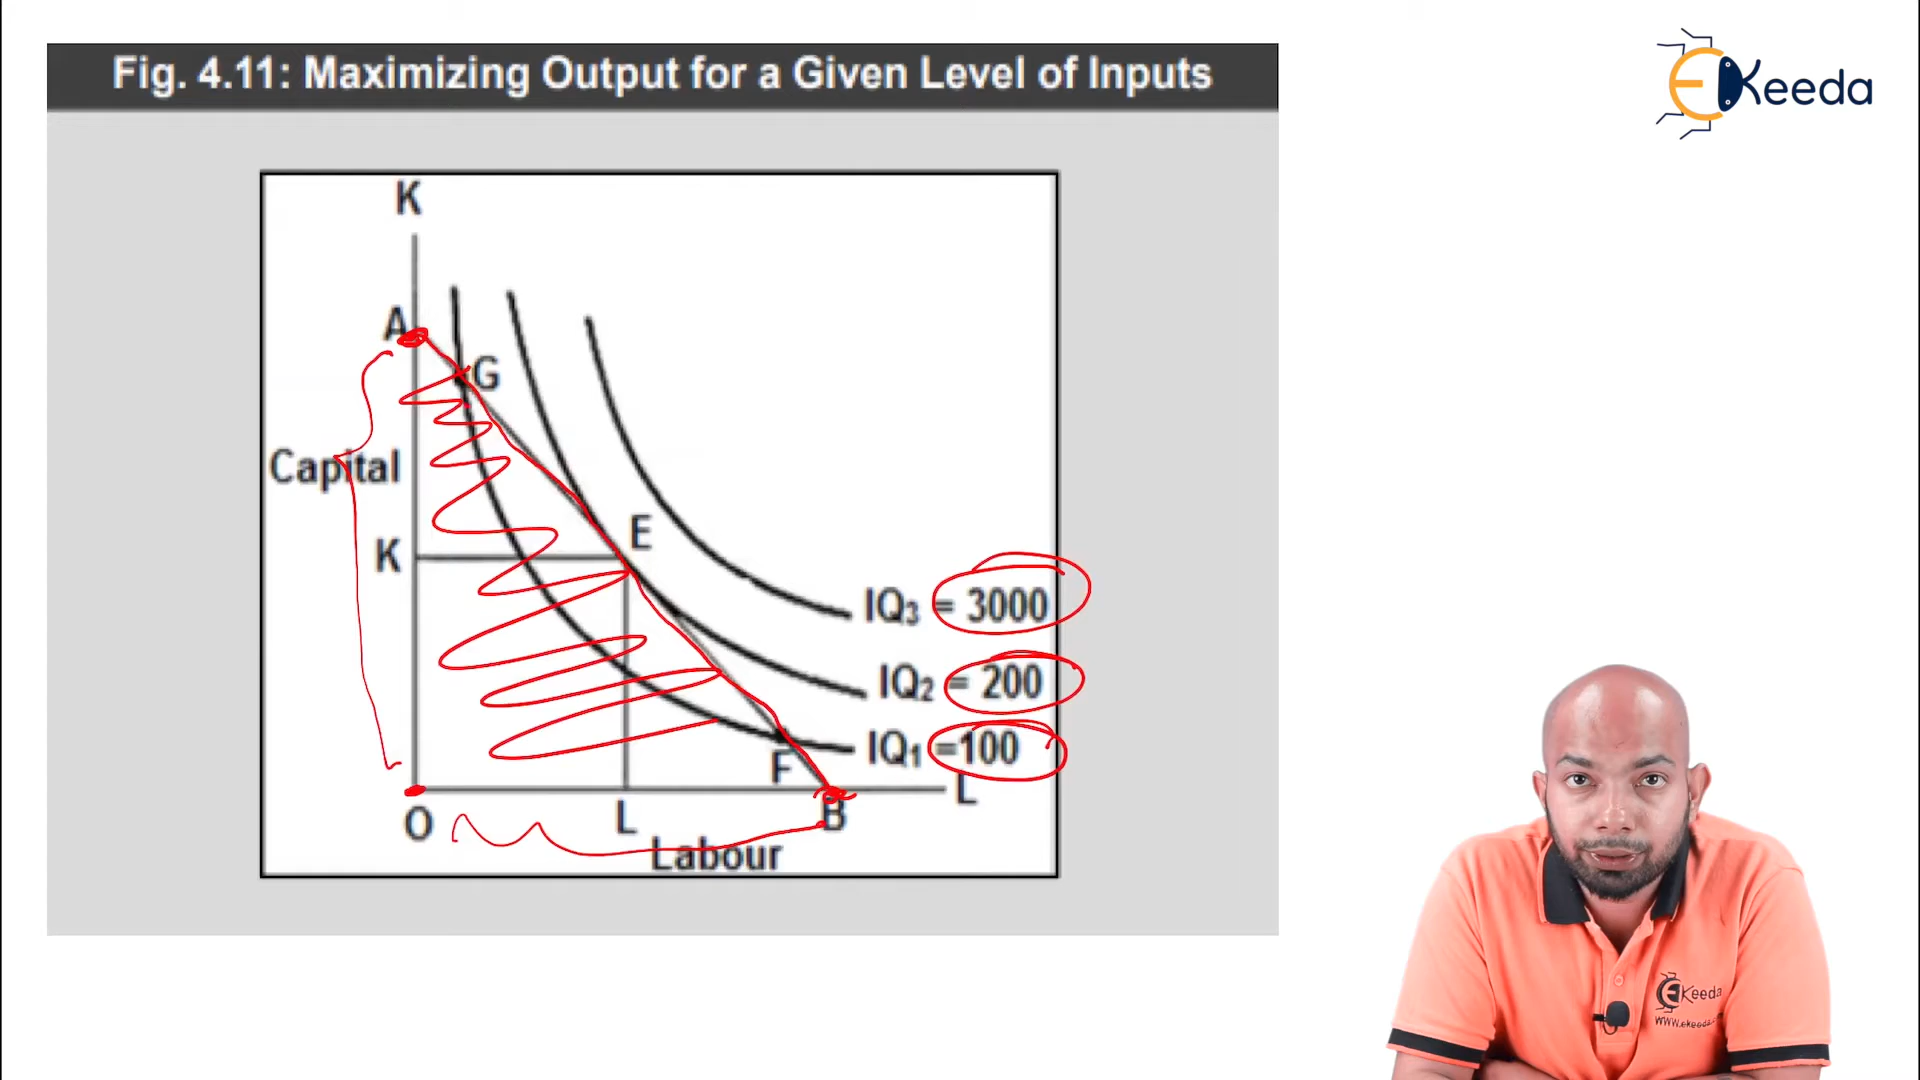 Fig. 4.11: Maximizing Output for a Given Level of Inputs
EKeeda
K
A
G
Capital
E
K
IQ3 = 3000
IQ2 = 200
IQ1 =100
F
L
O
L
B
Labour
EKeeda